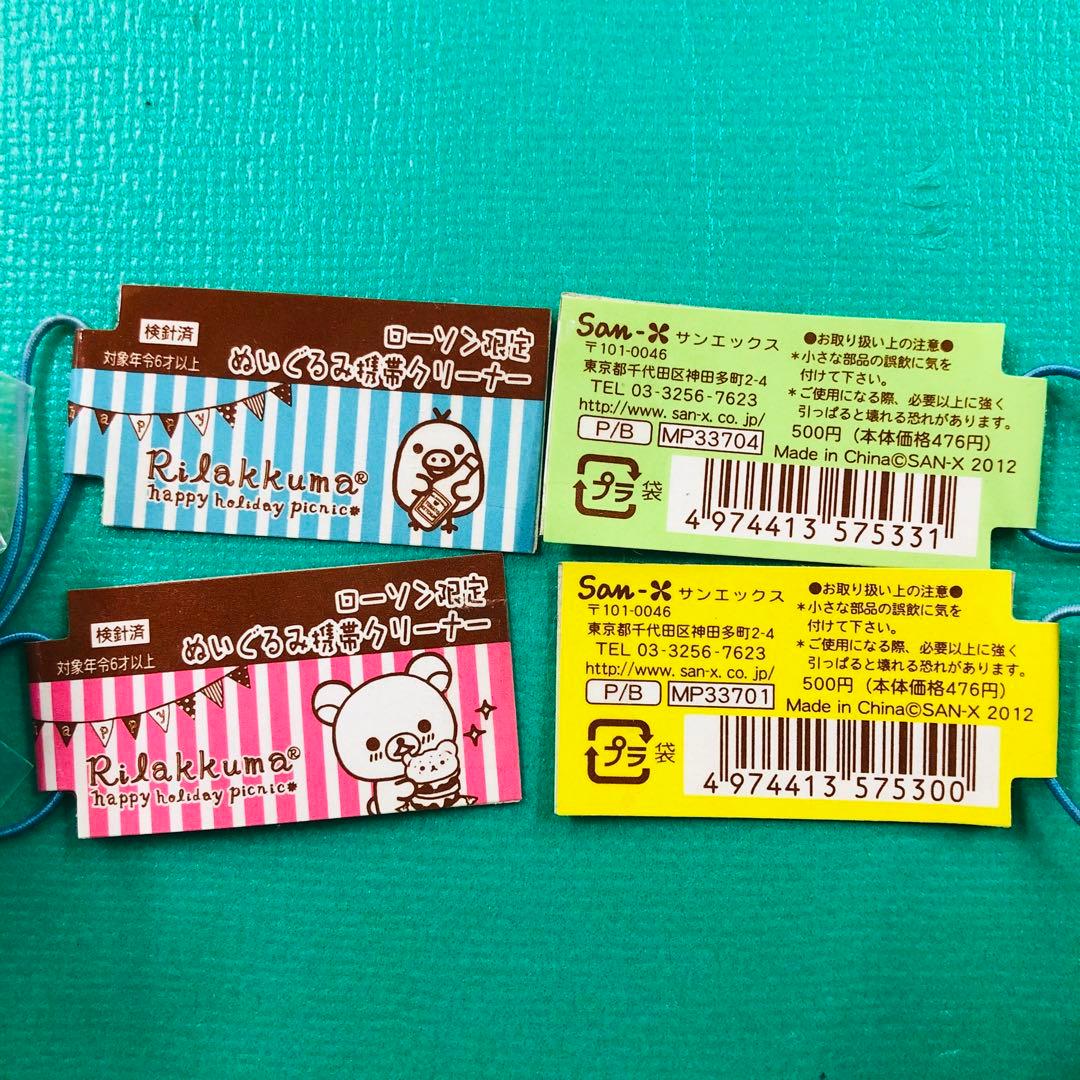 検針済
対象年令6才以上
ローソン限定
ぬいぐるみ携帯クリーナー
happy
Rilakkuma®
happy holiday picnic
San-X サンエックス
〒101-0046
東京都千代田区神田多町2-4
TEL 03-3256-7623
http://www.san-x.co.jp/
P/B MP33704
プラ 袋
●お取り扱い上の注意●
*小さな部品の誤飲に気を
付けて下さい。
*ご使用になる際、必要以上に強く
引っぱると壊れる恐れがあります。
500円（本体価格476円）
Made in China©SAN-X 2012
4 974413 575331
検針済
対象年令6才以上
ローソン限定
ぬいぐるみ携帯クリーナー
happy
Rilakkuma®
happy holiday picnic
San-X サンエックス
〒101-0046
東京都千代田区神田多町2-4
TEL 03-3256-7623
http://www.san-x.co.jp/
P/B MP33701
プラ 袋
●お取り扱い上の注意●
*小さな部品の誤飲に気を
付けて下さい。
*ご使用になる際、必要以上に強く
引っぱると壊れる恐れがあります。
500円（本体価格476円）
Made in China©SAN-X 2012
4 974413 575300